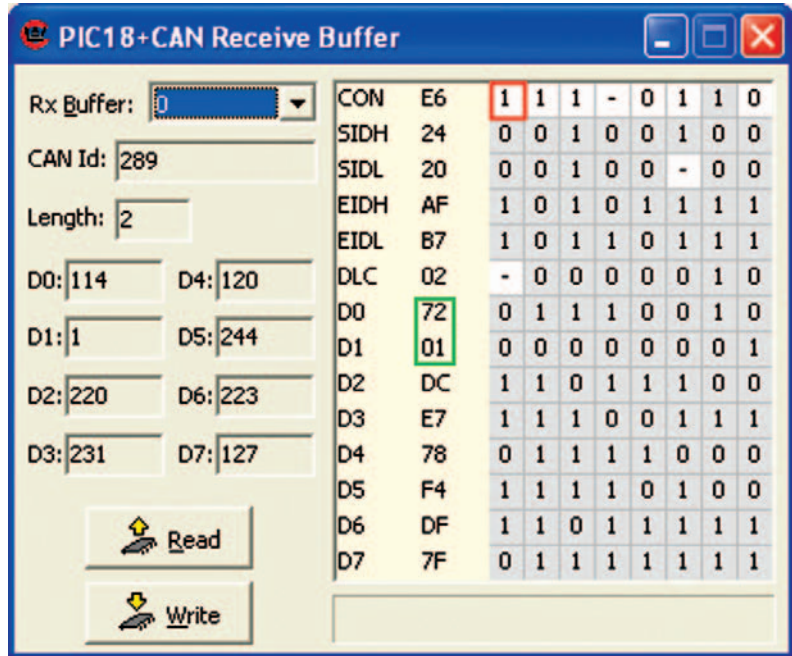 PIC18+CAN Receive Buffer
Rx Buffer: 0
CAN Id: 289
Length: 2
D0: 114 D4: 120
D1: 1 D5: 244
D2: 220 D6: 223
D3: 231 D7: 127
Read
Write
CON E6 1 1 1 - 0 1 1 0
SIDH 24 0 0 1 0 0 1 0 0
SIDL 20 0 0 1 0 0 - 0 0
EIDH AF 1 0 1 0 1 1 1 1
EIDL B7 1 0 1 1 0 1 1 1
DLC 02 - 0 0 0 0 0 1 0
D0 72 0 1 1 1 0 0 1 0
D1 01 0 0 0 0 0 0 0 1
D2 DC 1 1 0 1 1 1 0 0
D3 E7 1 1 1 0 0 1 1 1
D4 78 0 1 1 1 1 0 0 0
D5 F4 1 1 1 1 0 1 0 0
D6 DF 1 1 0 1 1 1 1 1
D7 7F 0 1 1 1 1 1 1 1